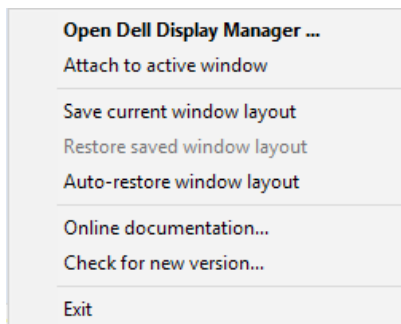 Open Dell Display Manager ...
Attach to active window
Save current window layout
Restore saved window layout
Auto-restore window layout
Online documentation...
Check for new version...
Exit